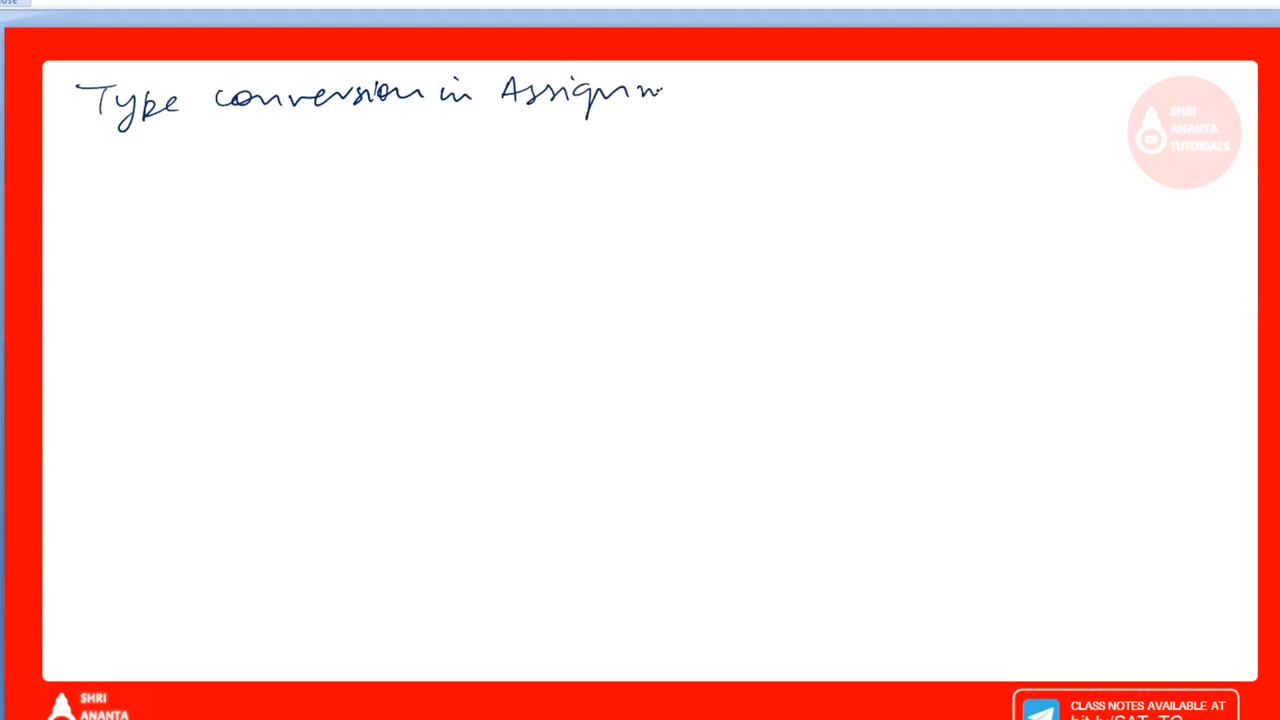 Type conversion in Assignm
SHRI
ANANTA
TUTORIALS
SHRI
ANANTA
CLASS NOTES AVAILABLE AT